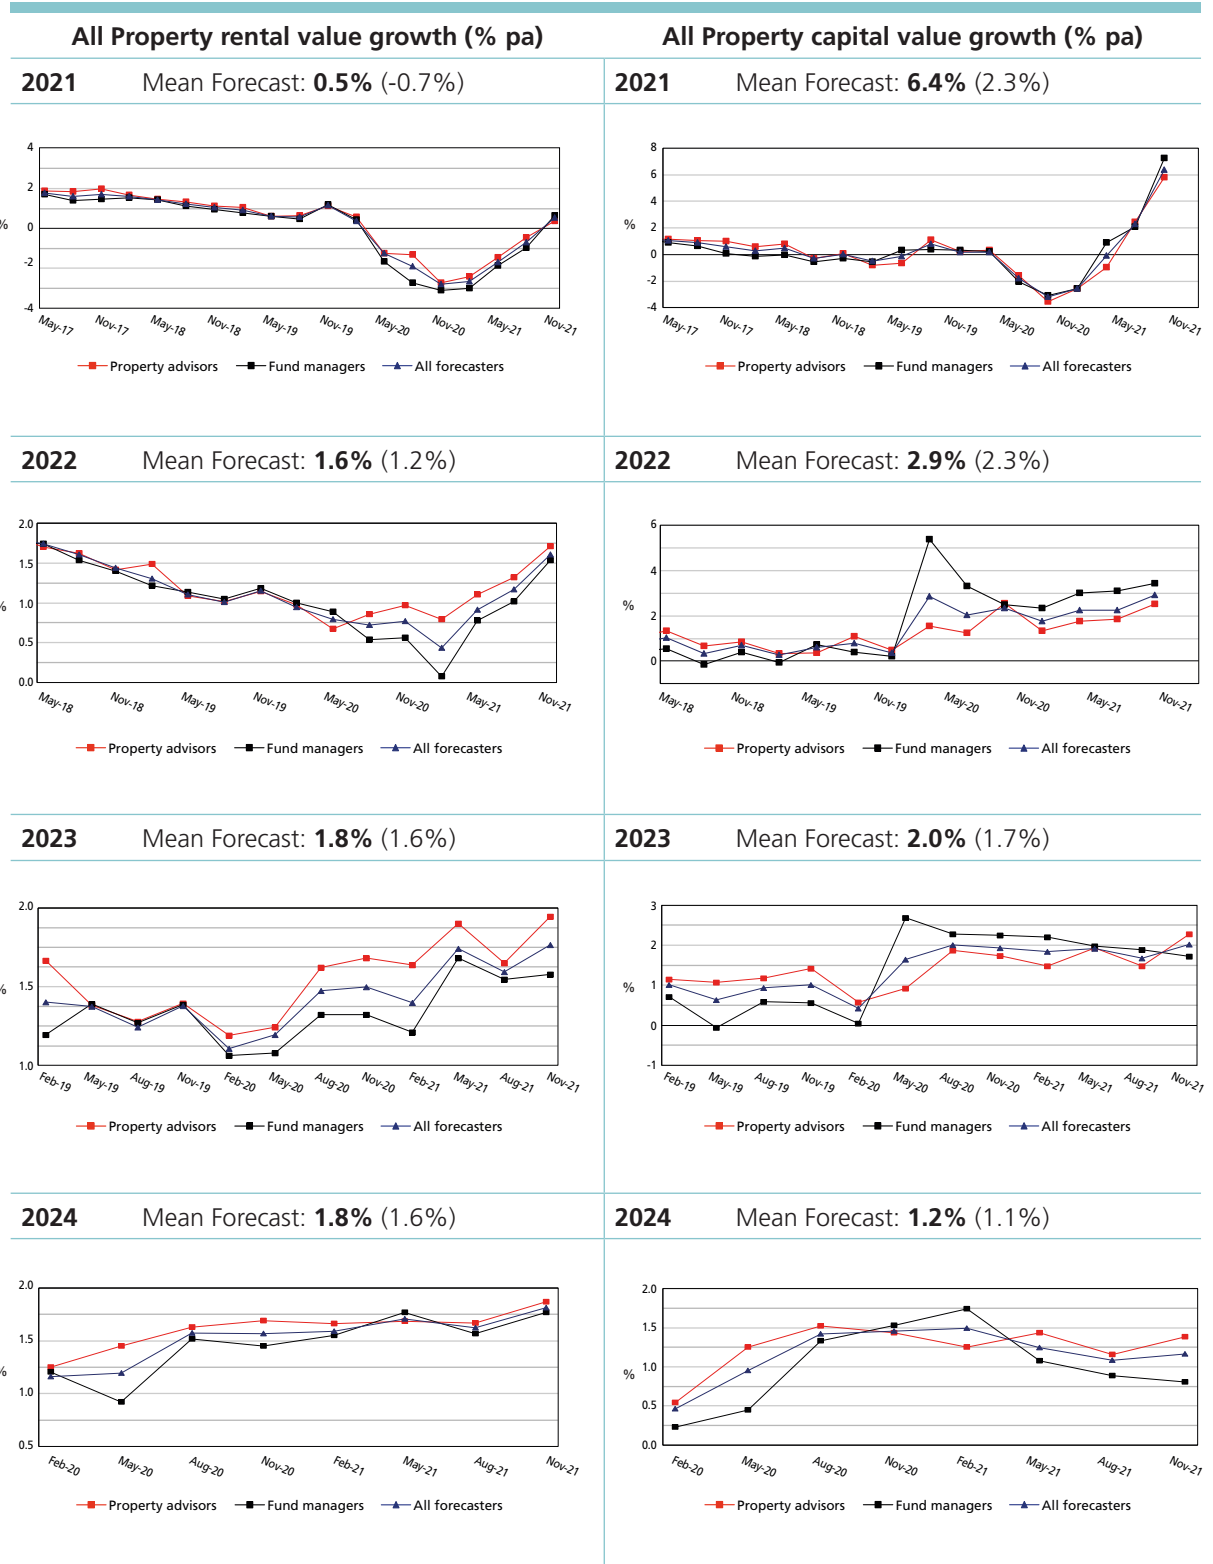 All Property rental value growth (% pa)
All Property capital value growth (% pa)
2021 Mean Forecast: 0.5% (-0.7%)
2021 Mean Forecast: 6.4% (2.3%)
4
2
0
-2
-4
%
May-17 Nov-17 May-18 Nov-18 May-19 Nov-19 May-20 Nov-20 May-21 Nov-21
Property advisors Fund managers All forecasters
8
6
4
2
0
-2
-4
%
May-17 Nov-17 May-18 Nov-18 May-19 Nov-19 May-20 Nov-20 May-21 Nov-21
Property advisors Fund managers All forecasters
2022 Mean Forecast: 1.6% (1.2%)
2022 Mean Forecast: 2.9% (2.3%)
2.0
1.5
1.0
0.5
0.0
%
May-18 Nov-18 May-19 Nov-19 May-20 Nov-20 May-21 Nov-21
Property advisors Fund managers All forecasters
6
4
2
0
%
May-18 Nov-18 May-19 Nov-19 May-20 Nov-20 May-21 Nov-21
Property advisors Fund managers All forecasters
2023 Mean Forecast: 1.8% (1.6%)
2023 Mean Forecast: 2.0% (1.7%)
2.0
1.5
1.0
%
Feb-19 May-19 Aug-19 Nov-19 Feb-20 May-20 Aug-20 Nov-20 Feb-21 May-21 Aug-21 Nov-21
Property advisors Fund managers All forecasters
3
2
1
0
-1
%
Feb-19 May-19 Aug-19 Nov-19 Feb-20 May-20 Aug-20 Nov-20 Feb-21 May-21 Aug-21 Nov-21
Property advisors Fund managers All forecasters
2024 Mean Forecast: 1.8% (1.6%)
2024 Mean Forecast: 1.2% (1.1%)
2.0
1.5
1.0
0.5
%
Feb-20 May-20 Aug-20 Nov-20 Feb-21 May-21 Aug-21 Nov-21
Property advisors Fund managers All forecasters
2.0
1.5
1.0
0.5
0.0
%
Feb-20 May-20 Aug-20 Nov-20 Feb-21 May-21 Aug-21 Nov-21
Property advisors Fund managers All forecasters